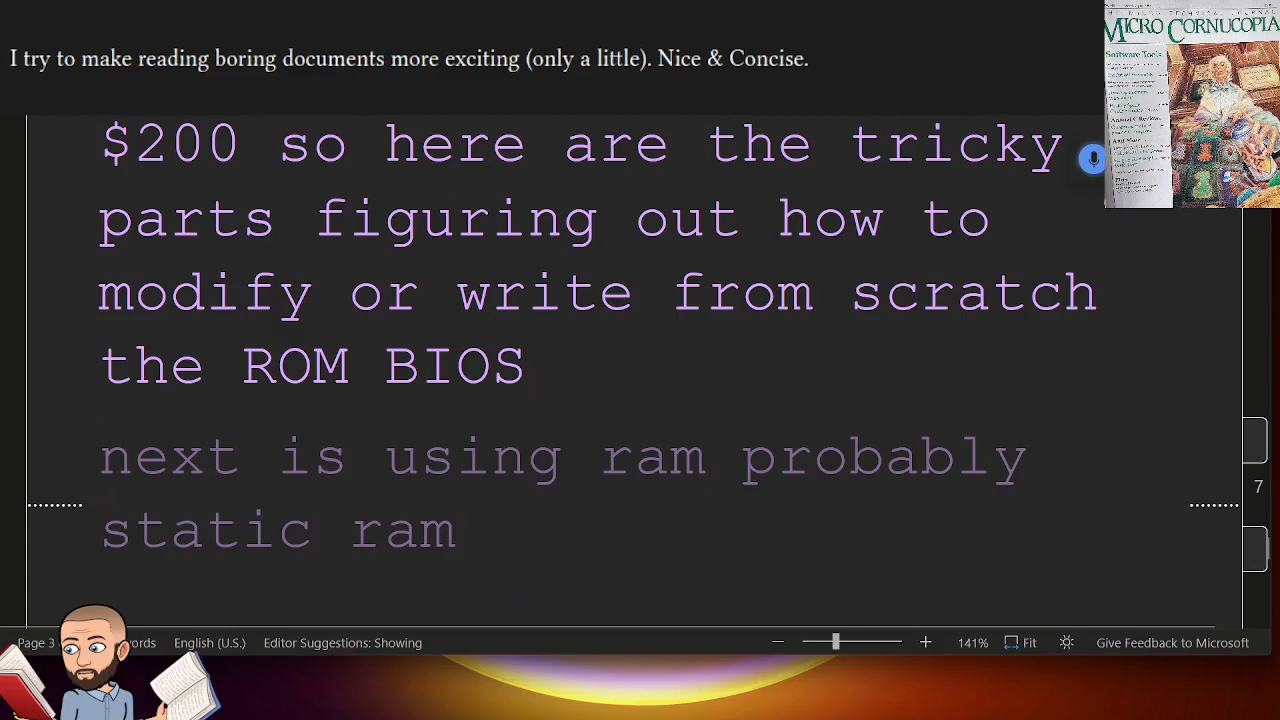 I try to make reading boring documents more exciting (only a little). Nice & Concise.
MICRO CORNUCOPIA
Software Tools
$200 so here are the tricky
parts figuring out how to
modify or write from scratch
the ROM BIOS
next is using ram probably
static ram
7
Page 3
English (U.S.)
Editor Suggestions: Showing
141%
Fit
Give Feedback to Microsoft